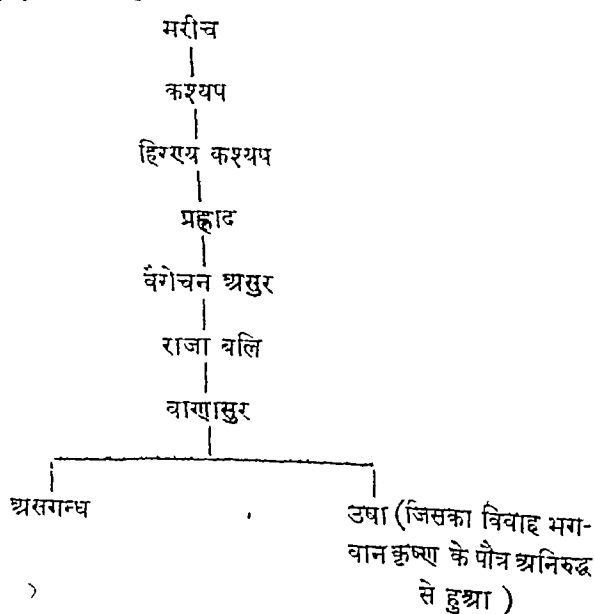 मरीच
कश्यप
हिरण्य कश्यप
प्रह्लाद
वैरोचन असुर
राजा बलि
वाणासुर
असगन्ध
उषा (जिसका विवाह भग-
वान कृष्ण के पौत्र अनिरुद्ध
से हुआ )